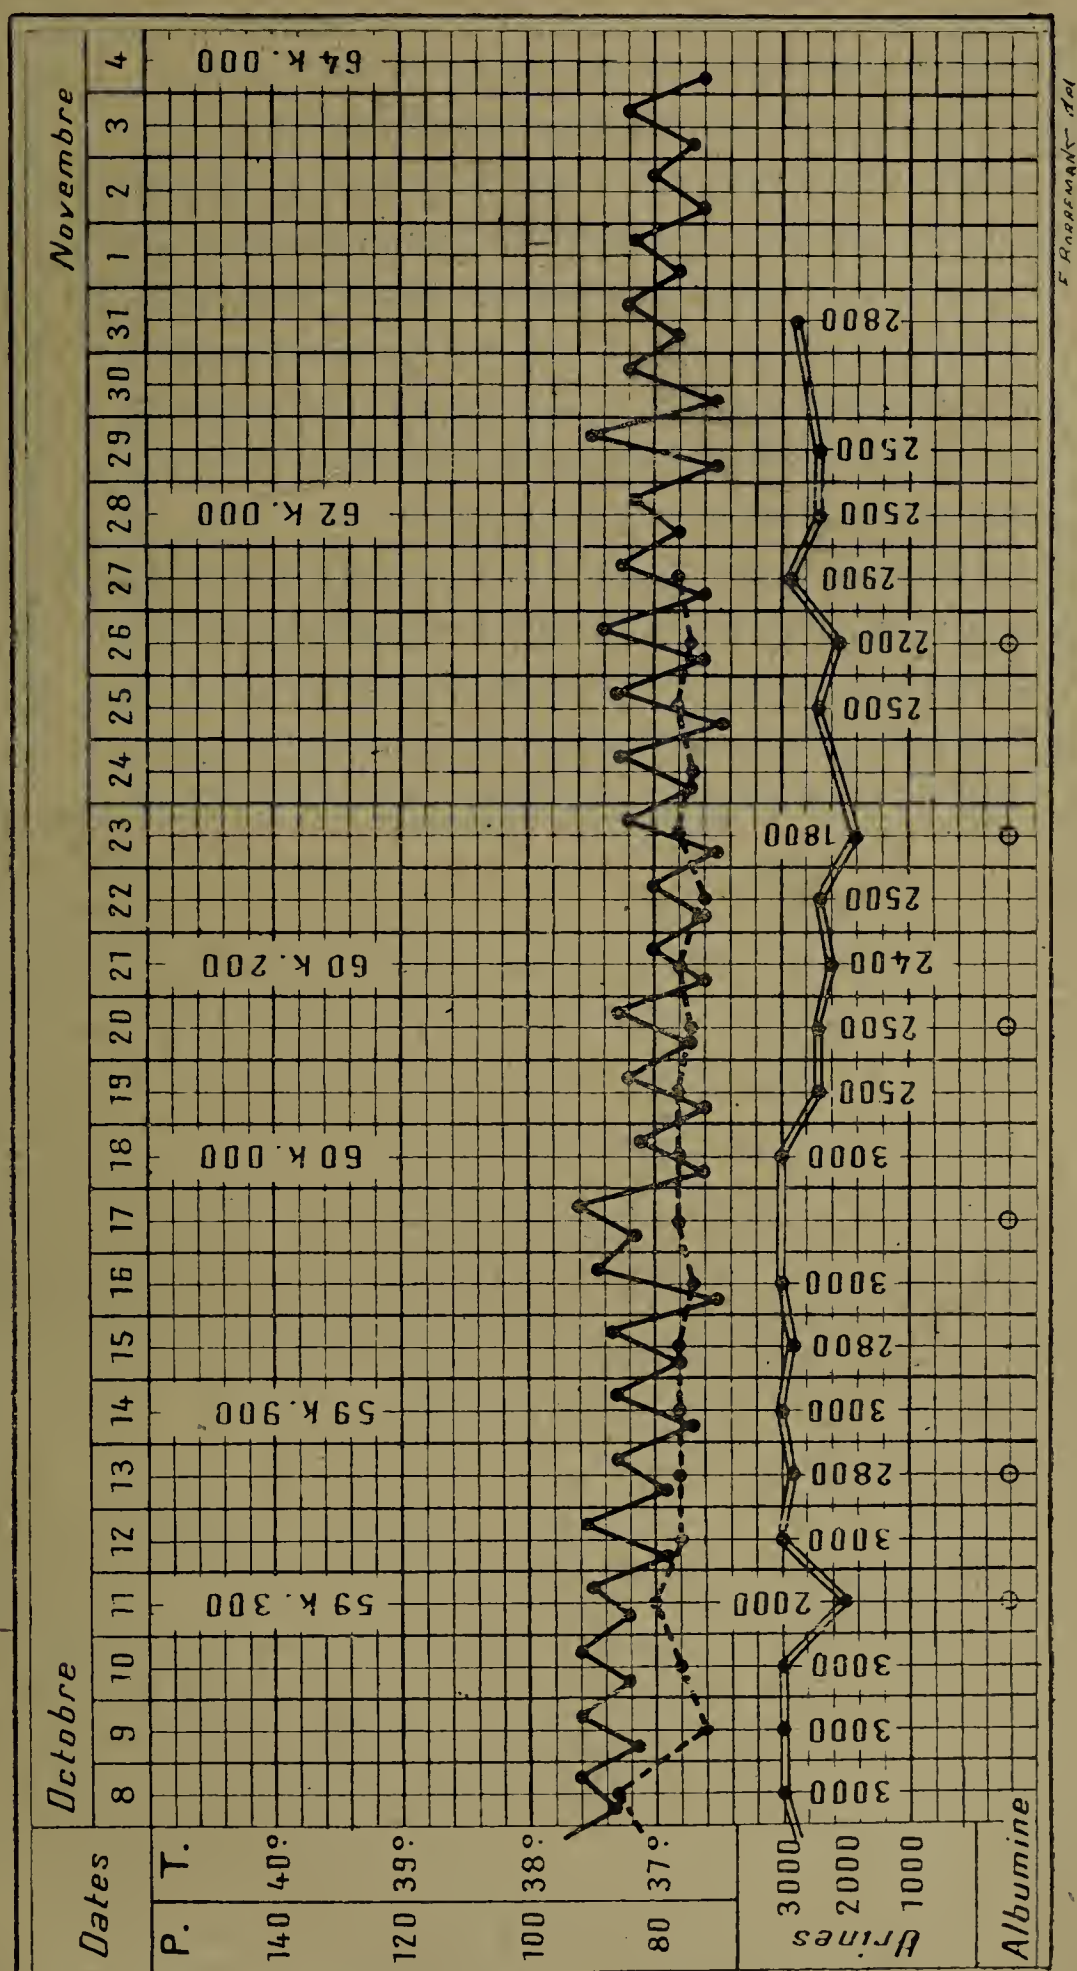 Dates Octobre Novembre
8 9 10 11 12 13 14 15 16 17 18 19 20 21 22 23 24 25 26 27 28 29 30 31 1 2 3 4
P. T.
59 K. 300 59 K. 900 60 K. 000 60 K. 200 62 K. 000 64 K. 000
140 40°
120 39°
100 38°
80 37°
Urines
3000
2000
1000
3000 3000 3000 2000 3000 2800 3000 2800 3000 3000 2500 2500 2400 2500 1800 2500 2200 2900 2500 2500 2800
Albumine